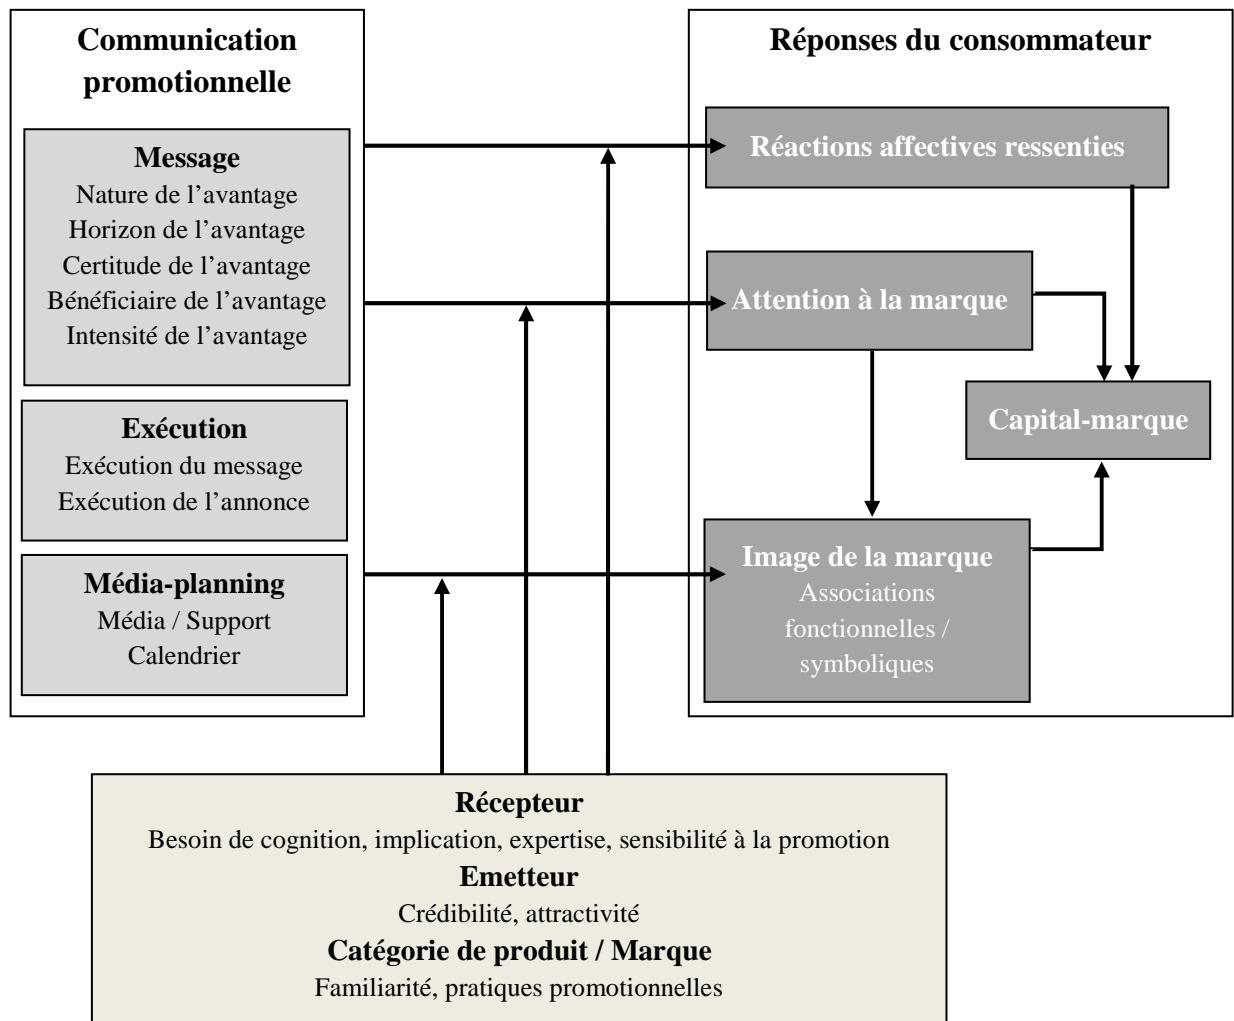 Communication
promotionnelle
Message
Nature de l’avantage
Horizon de l’avantage
Certitude de l’avantage
Bénéficiaire de l’avantage
Intensité de l’avantage
Exécution
Exécution du message
Exécution de l’annonce
Média-planning
Média / Support
Calendrier
Réponses du consommateur
Réactions affectives ressenties
Attention à la marque
Capital-marque
Image de la marque
Associations
fonctionnelles /
symboliques
Récepteur
Besoin de cognition, implication, expertise, sensibilité à la promotion
Emetteur
Crédibilité, attractivité
Catégorie de produit / Marque
Familiarité, pratiques promotionnelles